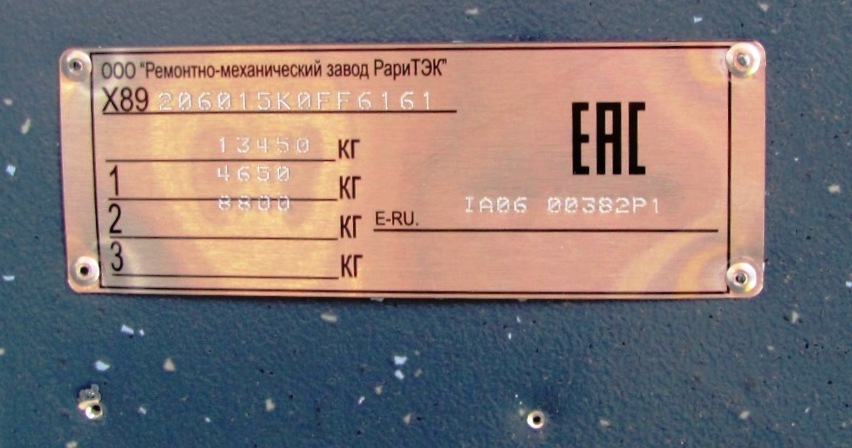 ООО "Ремонтно-механический завод РариТЭК"
X89 206015K0FF6161
EAC
13450 КГ
1 4650 КГ
2 8800 КГ
E-RU. IA06 00382P1
3 КГ